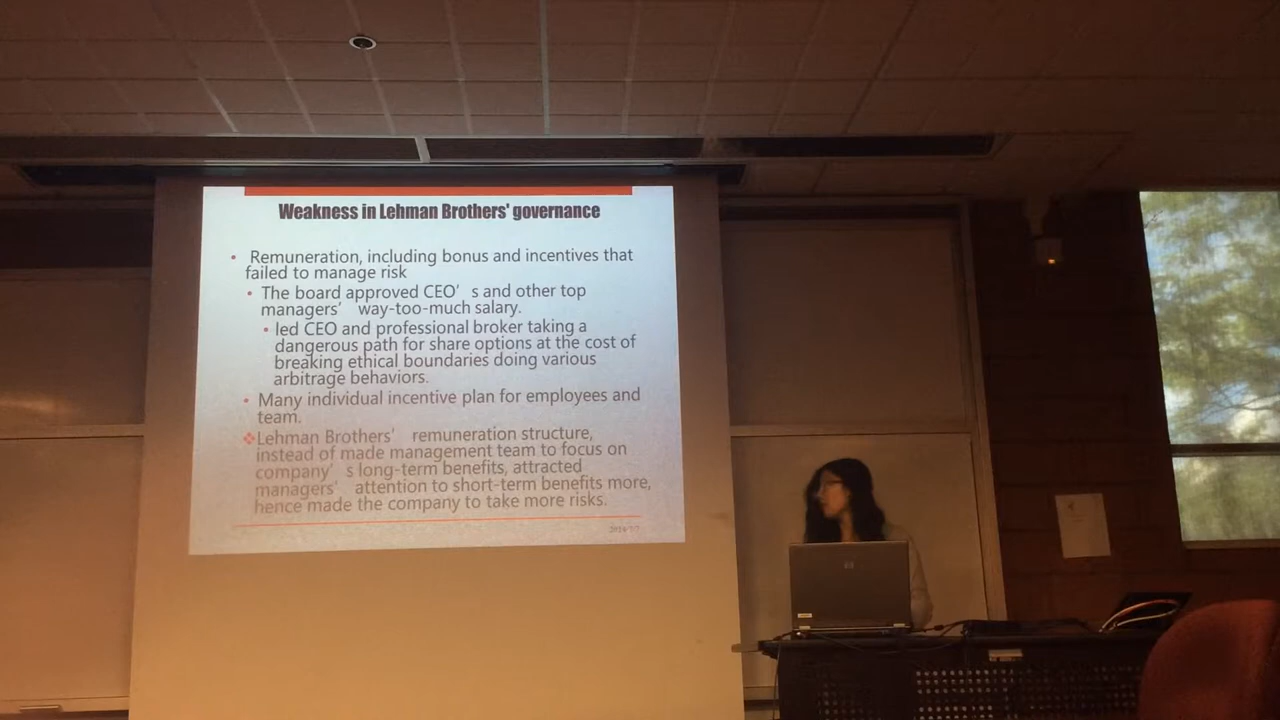 Weakness in Lehman Brothers' governance
• Remuneration, including bonus and incentives that
failed to manage risk
• The board approved CEO' s and other top
managers' way-too-much salary.
• led CEO and professional broker taking a
dangerous path for share options at the cost of
breaking ethical boundaries doing various
arbitrage behaviors.
• Many individual incentive plan for employees and
team.
❖Lehman Brothers' remuneration structure,
instead of made management team to focus on
company' s long-term benefits, attracted
managers' attention to short-term benefits more,
hence made the company to take more risks.